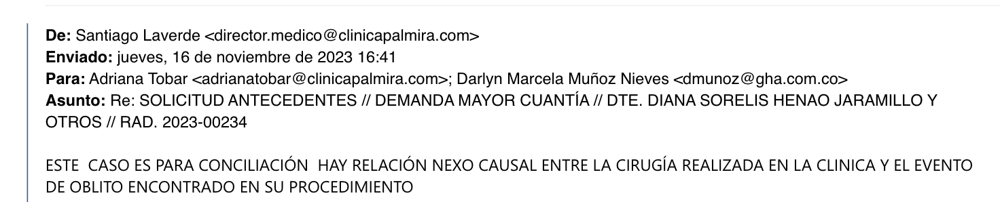 De: Santiago Laverde <director.medico@clinicapalmira.com>
Enviado: jueves, 16 de noviembre de 2023 16:41
Para: Adriana Tobar <adrianatobar@clinicapalmira.com>; Darlyn Marcela Muñoz Nieves <dmunoz@gha.com.co>
Asunto: Re: SOLICITUD ANTECEDENTES // DEMANDA MAYOR CUANTÍA // DTE. DIANA SORELIS HENAO JARAMILLO Y
OTROS // RAD. 2023-00234
ESTE  CASO ES PARA CONCILIACIÓN  HAY RELACIÓN NEXO CAUSAL ENTRE LA CIRUGÍA REALIZADA EN LA CLINICA Y EL EVENTO
DE OBLITO ENCONTRADO EN SU PROCEDIMIENTO